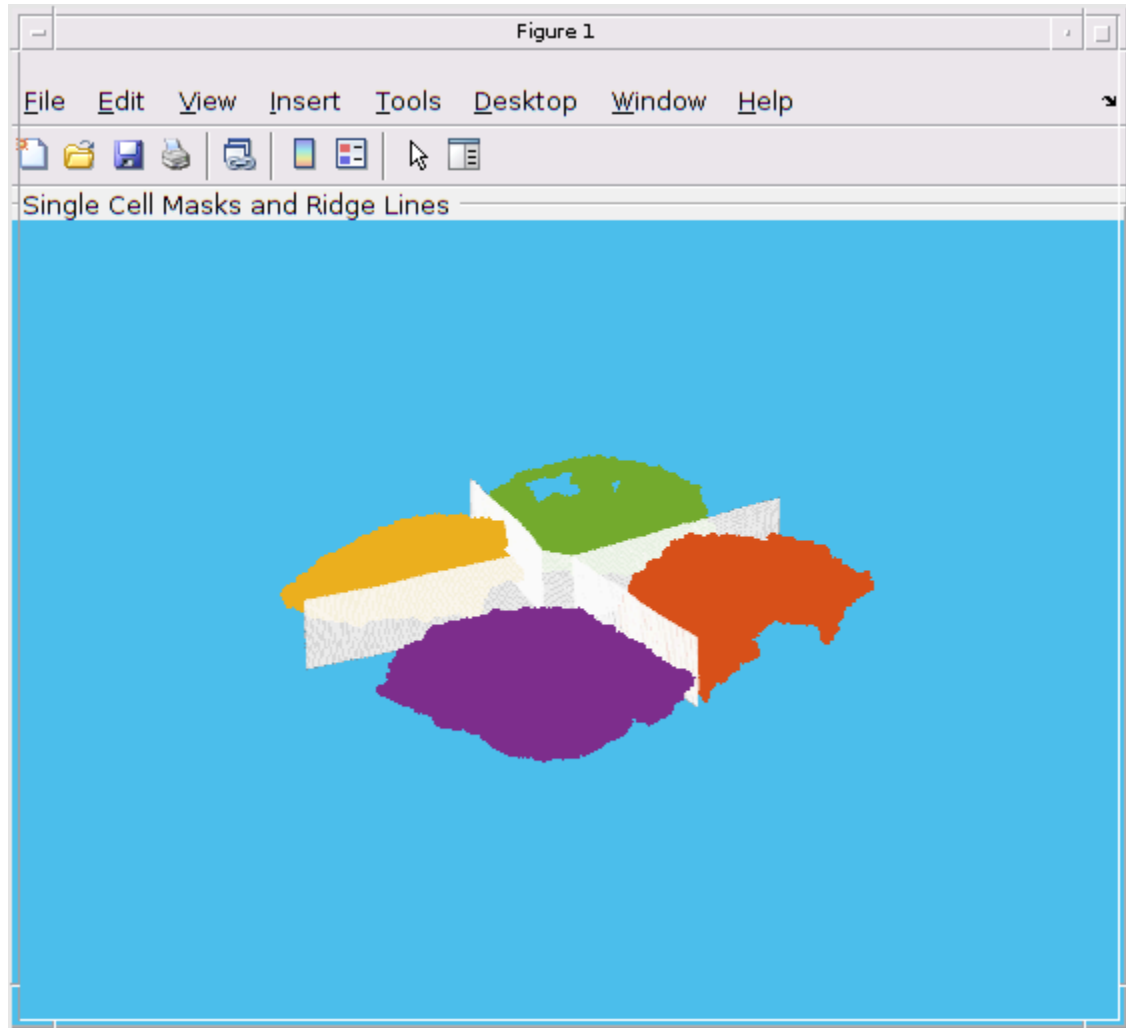 Figure 1
File Edit View Insert Tools Desktop Window Help
Single Cell Masks and Ridge Lines